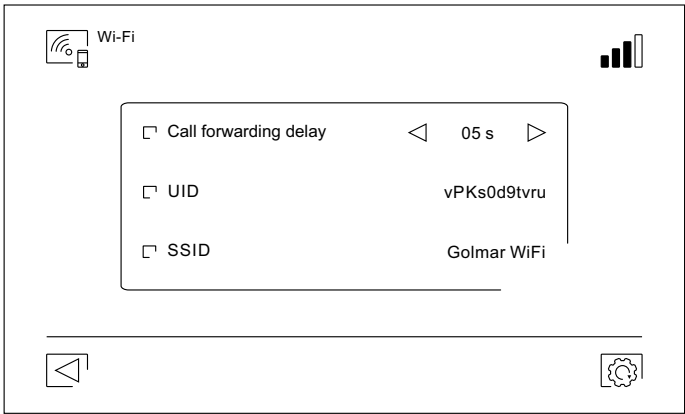 Wi-Fi
Call forwarding delay 05 s
UID vPKs0d9tvru
SSID Golmar WiFi